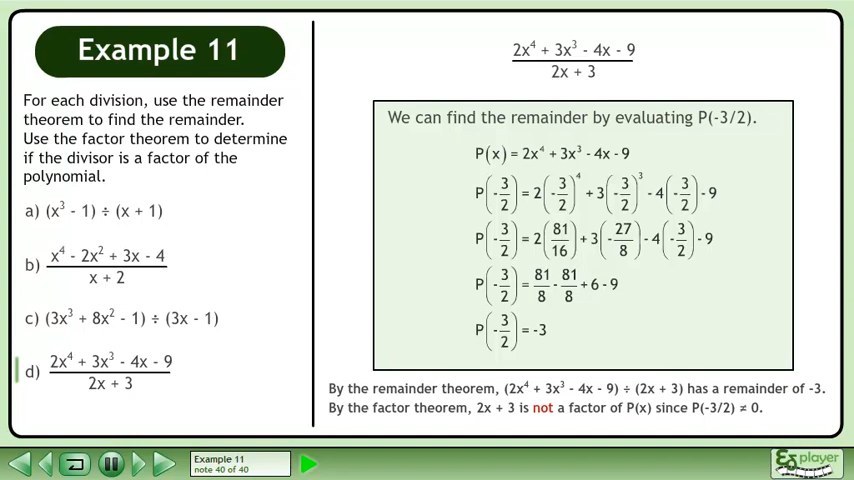 Example 11
For each division, use the remainder
theorem to find the remainder.
Use the factor theorem to determine
if the divisor is a factor of the
polynomial.
a) (x³ - 1) ÷ (x + 1)
b) (x⁴ - 2x² + 3x - 4)/(x + 2)
c) (3x³ + 8x² - 1) ÷ (3x - 1)
d) (2x⁴ + 3x³ - 4x - 9)/(2x + 3)
(2x⁴ + 3x³ - 4x - 9)/(2x + 3)
We can find the remainder by evaluating P(-3/2).
P(x) = 2x⁴ + 3x³ - 4x - 9
P(-3/2) = 2(-3/2)⁴ + 3(-3/2)³ - 4(-3/2) - 9
P(-3/2) = 2(81/16) + 3(-27/8) - 4(-3/2) - 9
P(-3/2) = 81/8 - 81/8 + 6 - 9
P(-3/2) = -3
By the remainder theorem, (2x⁴ + 3x³ - 4x - 9) ÷ (2x + 3) has a remainder of -3.
By the factor theorem, 2x + 3 is not a factor of P(x) since P(-3/2) ≠ 0.
Example 11
note 40 of 40
player